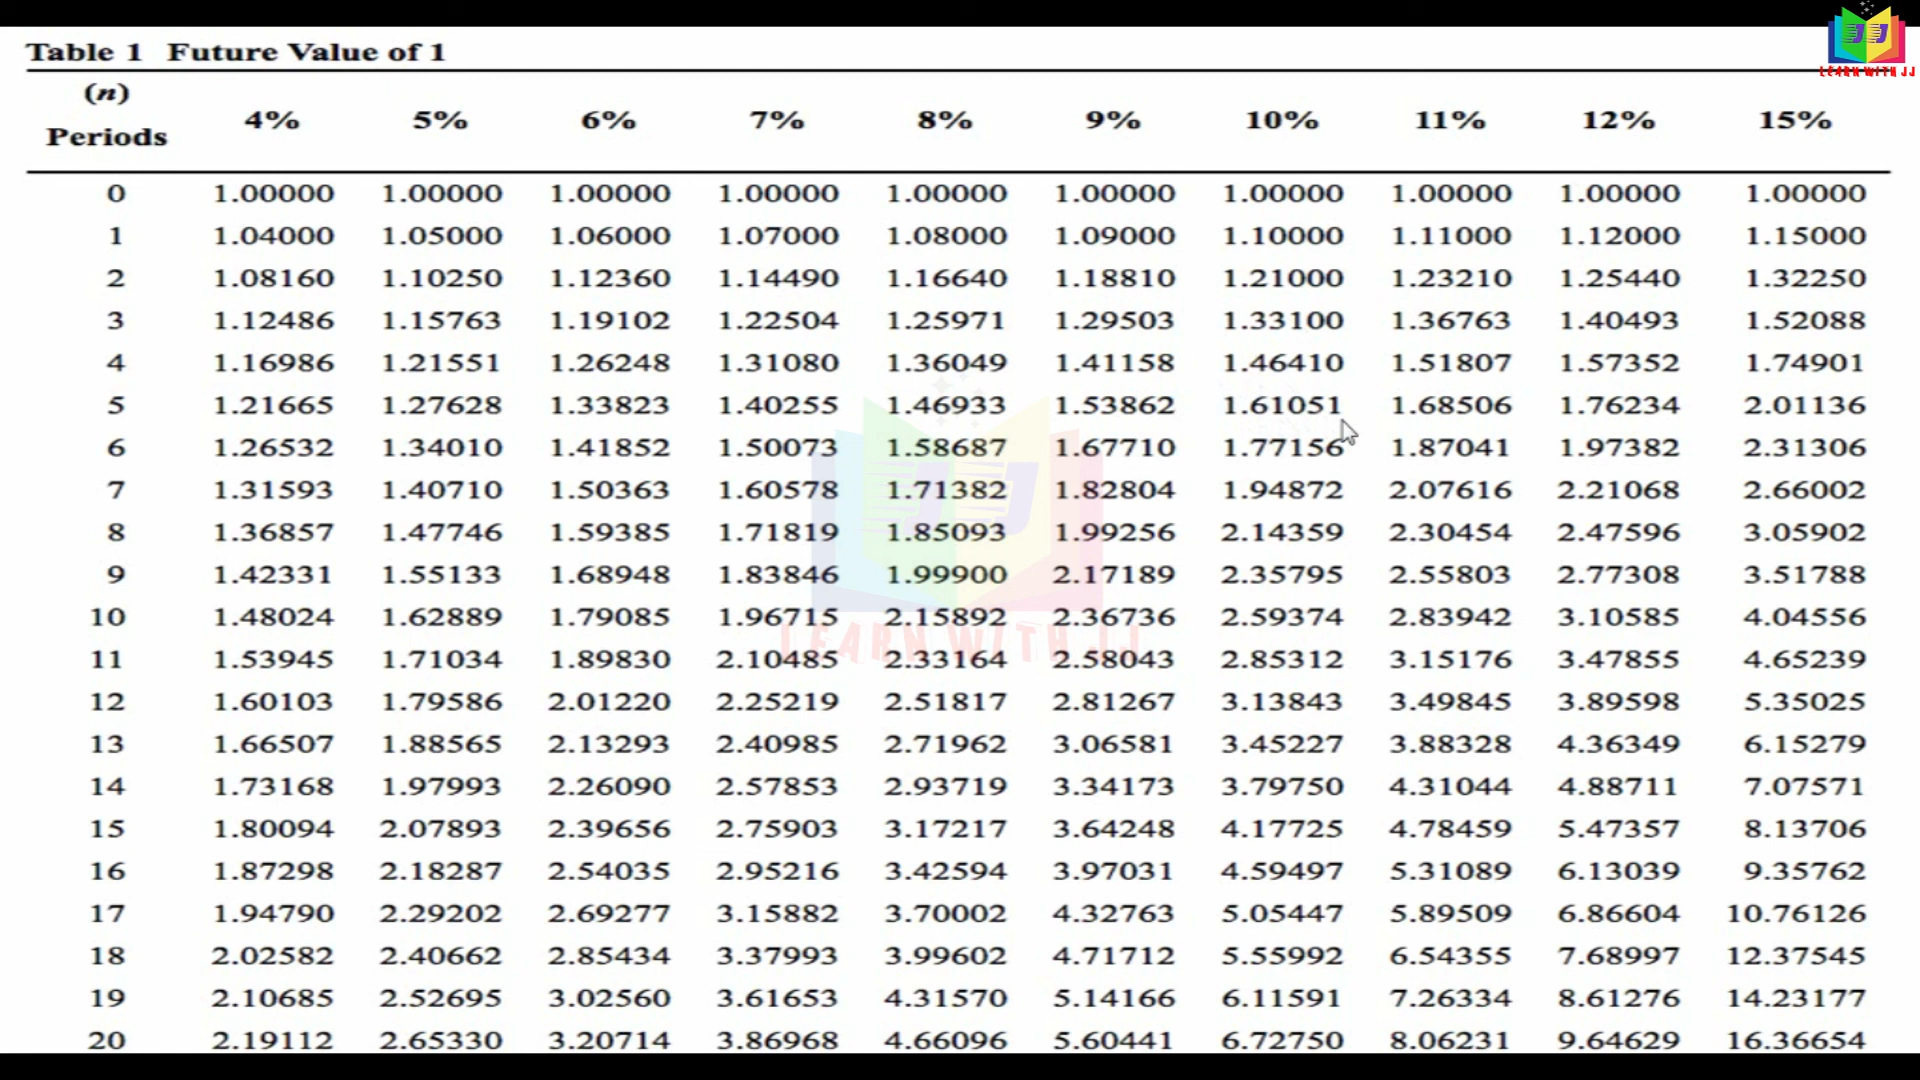 LEARN WITH JJ
Table 1 Future Value of 1
(n)
Periods 4% 5% 6% 7% 8% 9% 10% 11% 12% 15%
0 1.00000 1.00000 1.00000 1.00000 1.00000 1.00000 1.00000 1.00000 1.00000 1.00000
1 1.04000 1.05000 1.06000 1.07000 1.08000 1.09000 1.10000 1.11000 1.12000 1.15000
2 1.08160 1.10250 1.12360 1.14490 1.16640 1.18810 1.21000 1.23210 1.25440 1.32250
3 1.12486 1.15763 1.19102 1.22504 1.25971 1.29503 1.33100 1.36763 1.40493 1.52088
4 1.16986 1.21551 1.26248 1.31080 1.36049 1.41158 1.46410 1.51807 1.57352 1.74901
5 1.21665 1.27628 1.33823 1.40255 1.46933 1.53862 1.61051 1.68506 1.76234 2.01136
6 1.26532 1.34010 1.41852 1.50073 1.58687 1.67710 1.77156 1.87041 1.97382 2.31306
7 1.31593 1.40710 1.50363 1.60578 1.71382 1.82804 1.94872 2.07616 2.21068 2.66002
8 1.36857 1.47746 1.59385 1.71819 1.85093 1.99256 2.14359 2.30454 2.47596 3.05902
9 1.42331 1.55133 1.68948 1.83846 1.99900 2.17189 2.35795 2.55803 2.77308 3.51788
10 1.48024 1.62889 1.79085 1.96715 2.15892 2.36736 2.59374 2.83942 3.10585 4.04556
LEARN WITH JJ
11 1.53945 1.71034 1.89830 2.10485 2.33164 2.58043 2.85312 3.15176 3.47855 4.65239
12 1.60103 1.79586 2.01220 2.25219 2.51817 2.81267 3.13843 3.49845 3.89598 5.35025
13 1.66507 1.88565 2.13293 2.40985 2.71962 3.06581 3.45227 3.88328 4.36349 6.15279
14 1.73168 1.97993 2.26090 2.57853 2.93719 3.34173 3.79750 4.31044 4.88711 7.07571
15 1.80094 2.07893 2.39656 2.75903 3.17217 3.64248 4.17725 4.78459 5.47357 8.13706
16 1.87298 2.18287 2.54035 2.95216 3.42594 3.97031 4.59497 5.31089 6.13039 9.35762
17 1.94790 2.29202 2.69277 3.15882 3.70002 4.32763 5.05447 5.89509 6.86604 10.76126
18 2.02582 2.40662 2.85434 3.37993 3.99602 4.71712 5.55992 6.54355 7.68997 12.37545
19 2.10685 2.52695 3.02560 3.61653 4.31570 5.14166 6.11591 7.26334 8.61276 14.23177
20 2.19112 2.65330 3.20714 3.86968 4.66096 5.60441 6.72750 8.06231 9.64629 16.36654